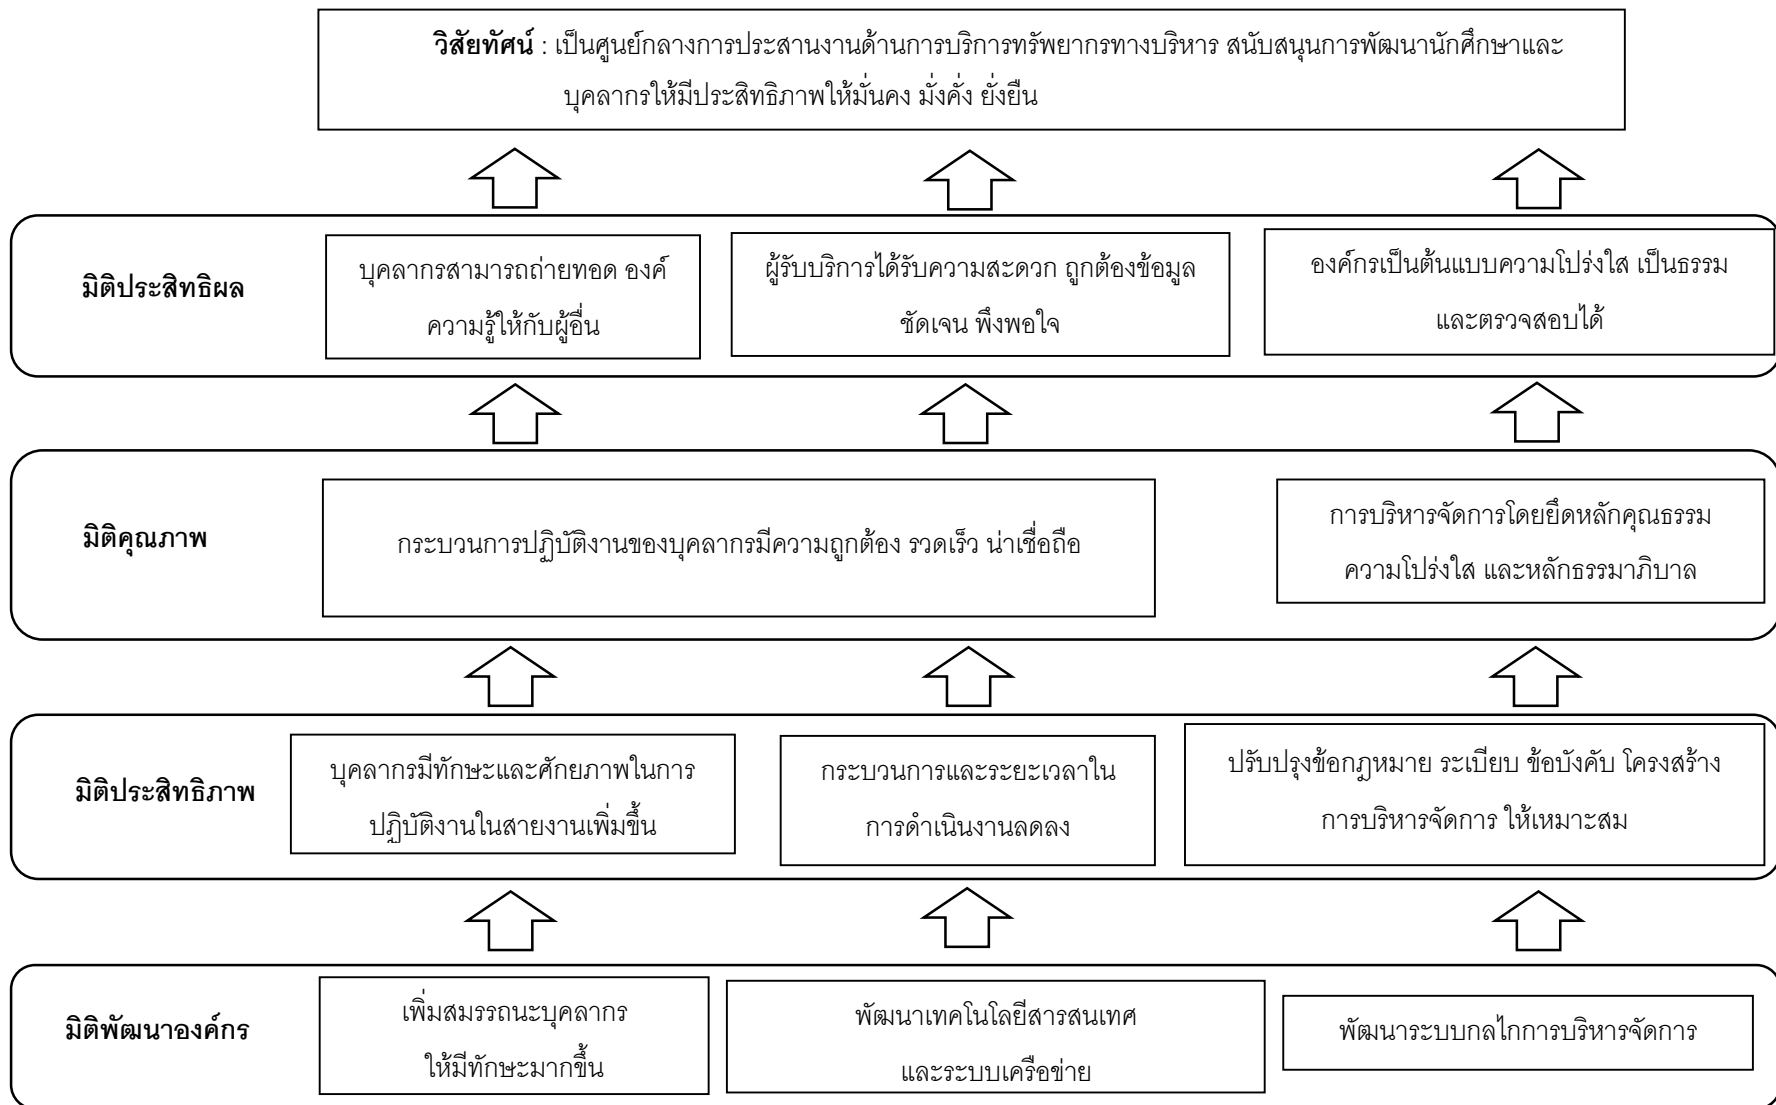 วิสัยทัศน์ : เป็นศูนย์กลางการประสานงานด้านการบริการทรัพยากรทางบริหาร สนับสนุนการพัฒนานักศึกษาและ
บุคลากรให้มีประสิทธิภาพให้มั่นคง มั่งคั่ง ยั่งยืน
มิติประสิทธิผล
บุคลากรสามารถถ่ายทอด องค์
ความรู้ให้กับผู้อื่น
ผู้รับบริการได้รับความสะดวก ถูกต้องข้อมูล
ชัดเจน พึงพอใจ
องค์กรเป็นต้นแบบความโปร่งใส เป็นธรรม
และตรวจสอบได้
มิติคุณภาพ
กระบวนการปฏิบัติงานของบุคลากรมีความถูกต้อง รวดเร็ว น่าเชื่อถือ
การบริหารจัดการโดยยึดหลักคุณธรรม
ความโปร่งใส และหลักธรรมาภิบาล
มิติประสิทธิภาพ
บุคลากรมีทักษะและศักยภาพในการ
ปฏิบัติงานในสายงานเพิ่มขึ้น
กระบวนการและระยะเวลาใน
การดำเนินงานลดลง
ปรับปรุงข้อกฎหมาย ระเบียบ ข้อบังคับ โครงสร้าง
การบริหารจัดการ ให้เหมาะสม
มิติพัฒนาองค์กร
เพิ่มสมรรถนะบุคลากร
ให้มีทักษะมากขึ้น
พัฒนาเทคโนโลยีสารสนเทศ
และระบบเครือข่าย
พัฒนาระบบกลไกการบริหารจัดการ